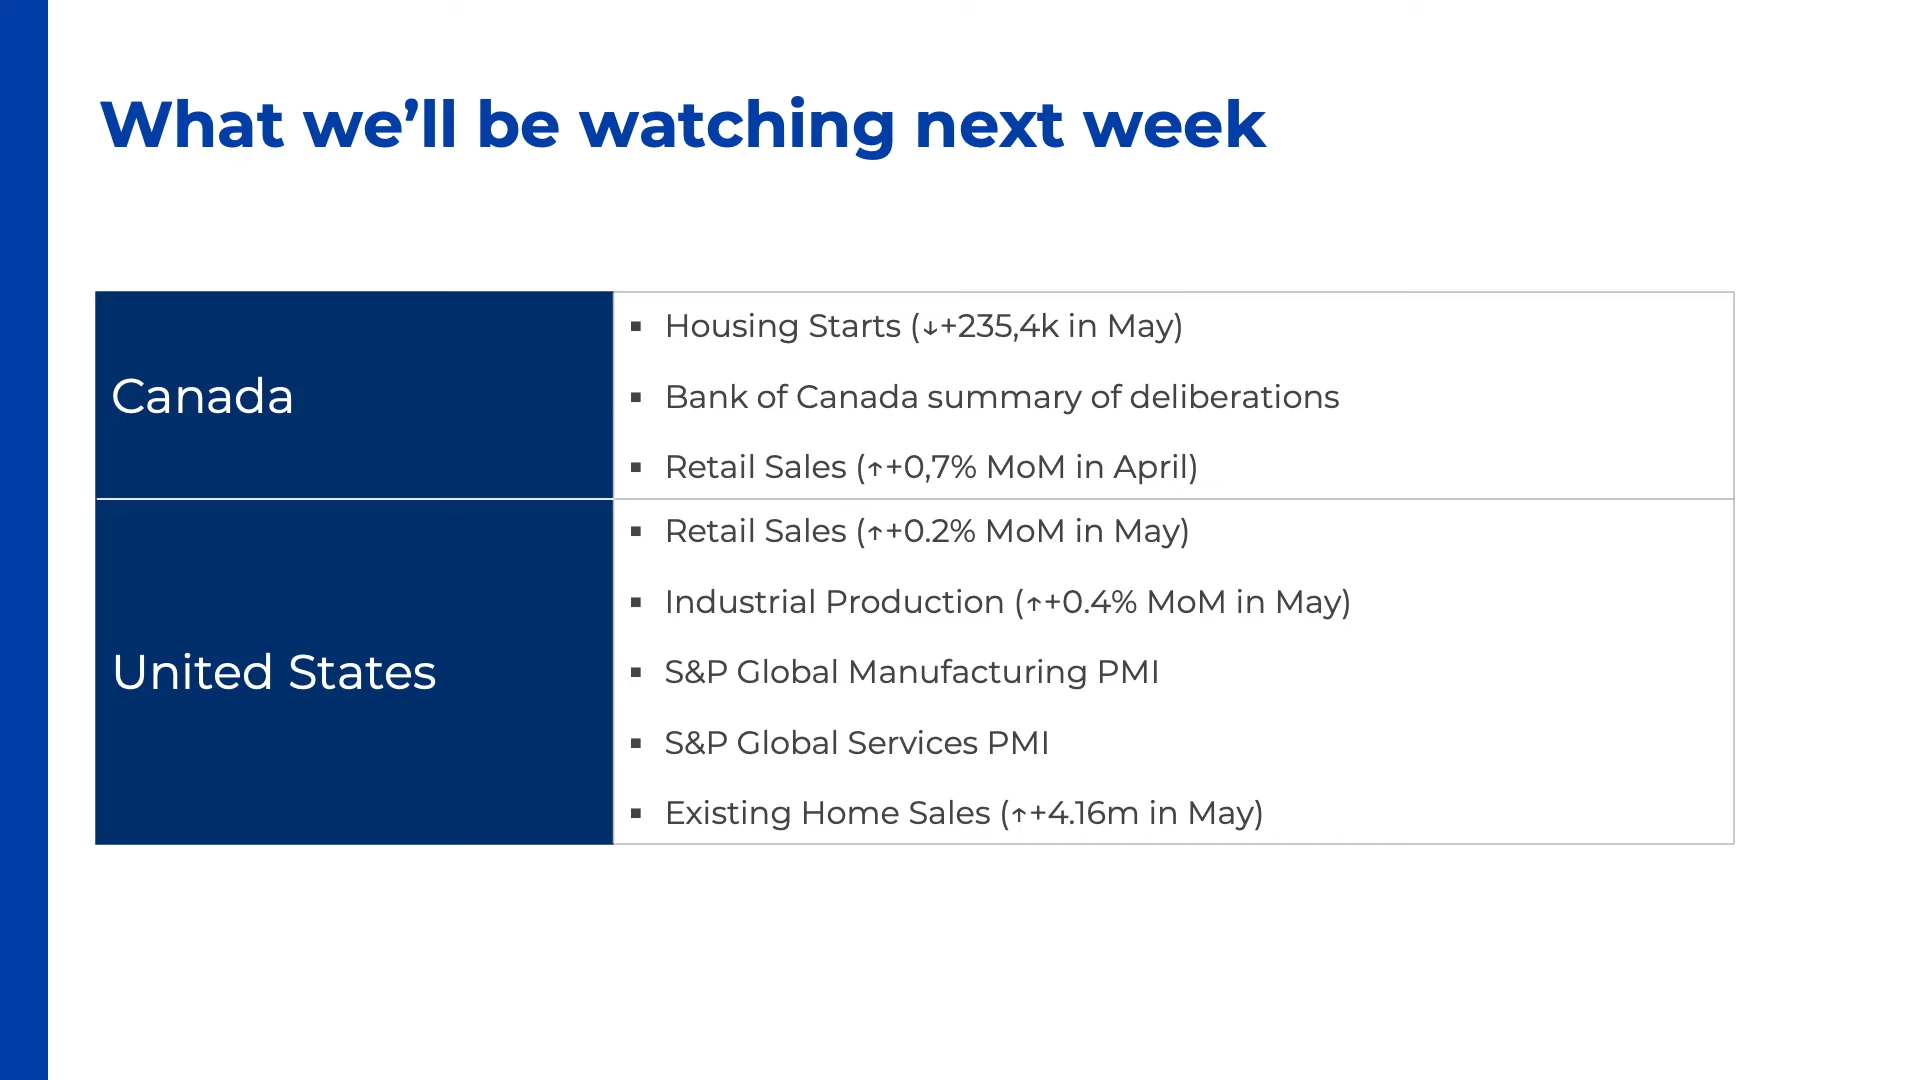 What we’ll be watching next week
Canada
▪ Housing Starts (↓+235,4k in May)
▪ Bank of Canada summary of deliberations
▪ Retail Sales (↑+0,7% MoM in April)
United States
▪ Retail Sales (↑+0.2% MoM in May)
▪ Industrial Production (↑+0.4% MoM in May)
▪ S&P Global Manufacturing PMI
▪ S&P Global Services PMI
▪ Existing Home Sales (↑+4.16m in May)